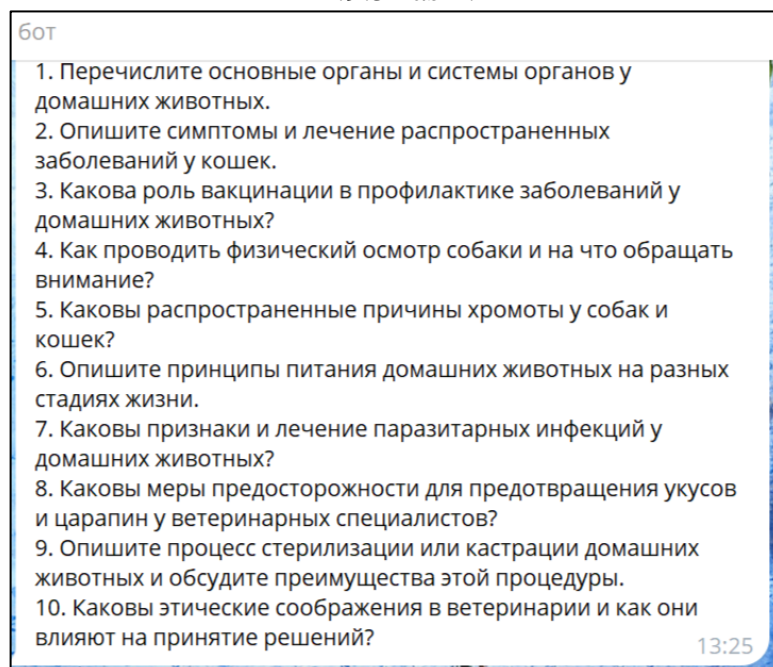 бот
1. Перечислите основные органы и системы органов у
домашних животных.
2. Опишите симптомы и лечение распространенных
заболеваний у кошек.
3. Какова роль вакцинации в профилактике заболеваний у
домашних животных?
4. Как проводить физический осмотр собаки и на что обращать
внимание?
5. Каковы распространенные причины хромоты у собак и
кошек?
6. Опишите принципы питания домашних животных на разных
стадиях жизни.
7. Каковы признаки и лечение паразитарных инфекций у
домашних животных?
8. Каковы меры предосторожности для предотвращения укусов
и царапин у ветеринарных специалистов?
9. Опишите процесс стерилизации или кастрации домашних
животных и обсудите преимущества этой процедуры.
10. Каковы этические соображения в ветеринарии и как они
влияют на принятие решений?
13:25